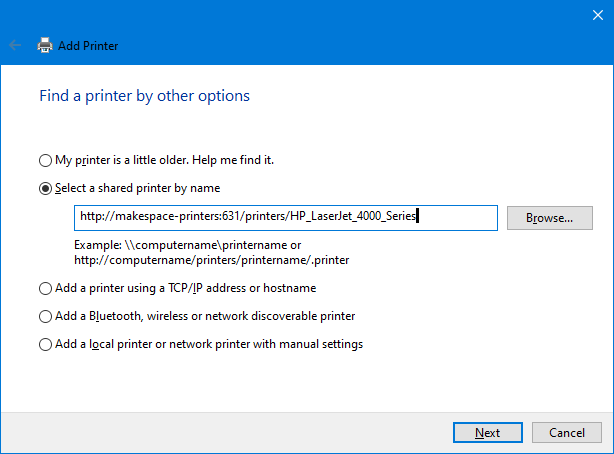 Add Printer
Find a printer by other options
My printer is a little older. Help me find it.
Select a shared printer by name
http://makespace-printers:631/printers/HP_LaserJet_4000_Series
Browse...
Example: \\computername\printername or
http://computername/printers/printername/.printer
Add a printer using a TCP/IP address or hostname
Add a Bluetooth, wireless or network discoverable printer
Add a local printer or network printer with manual settings
Next
Cancel